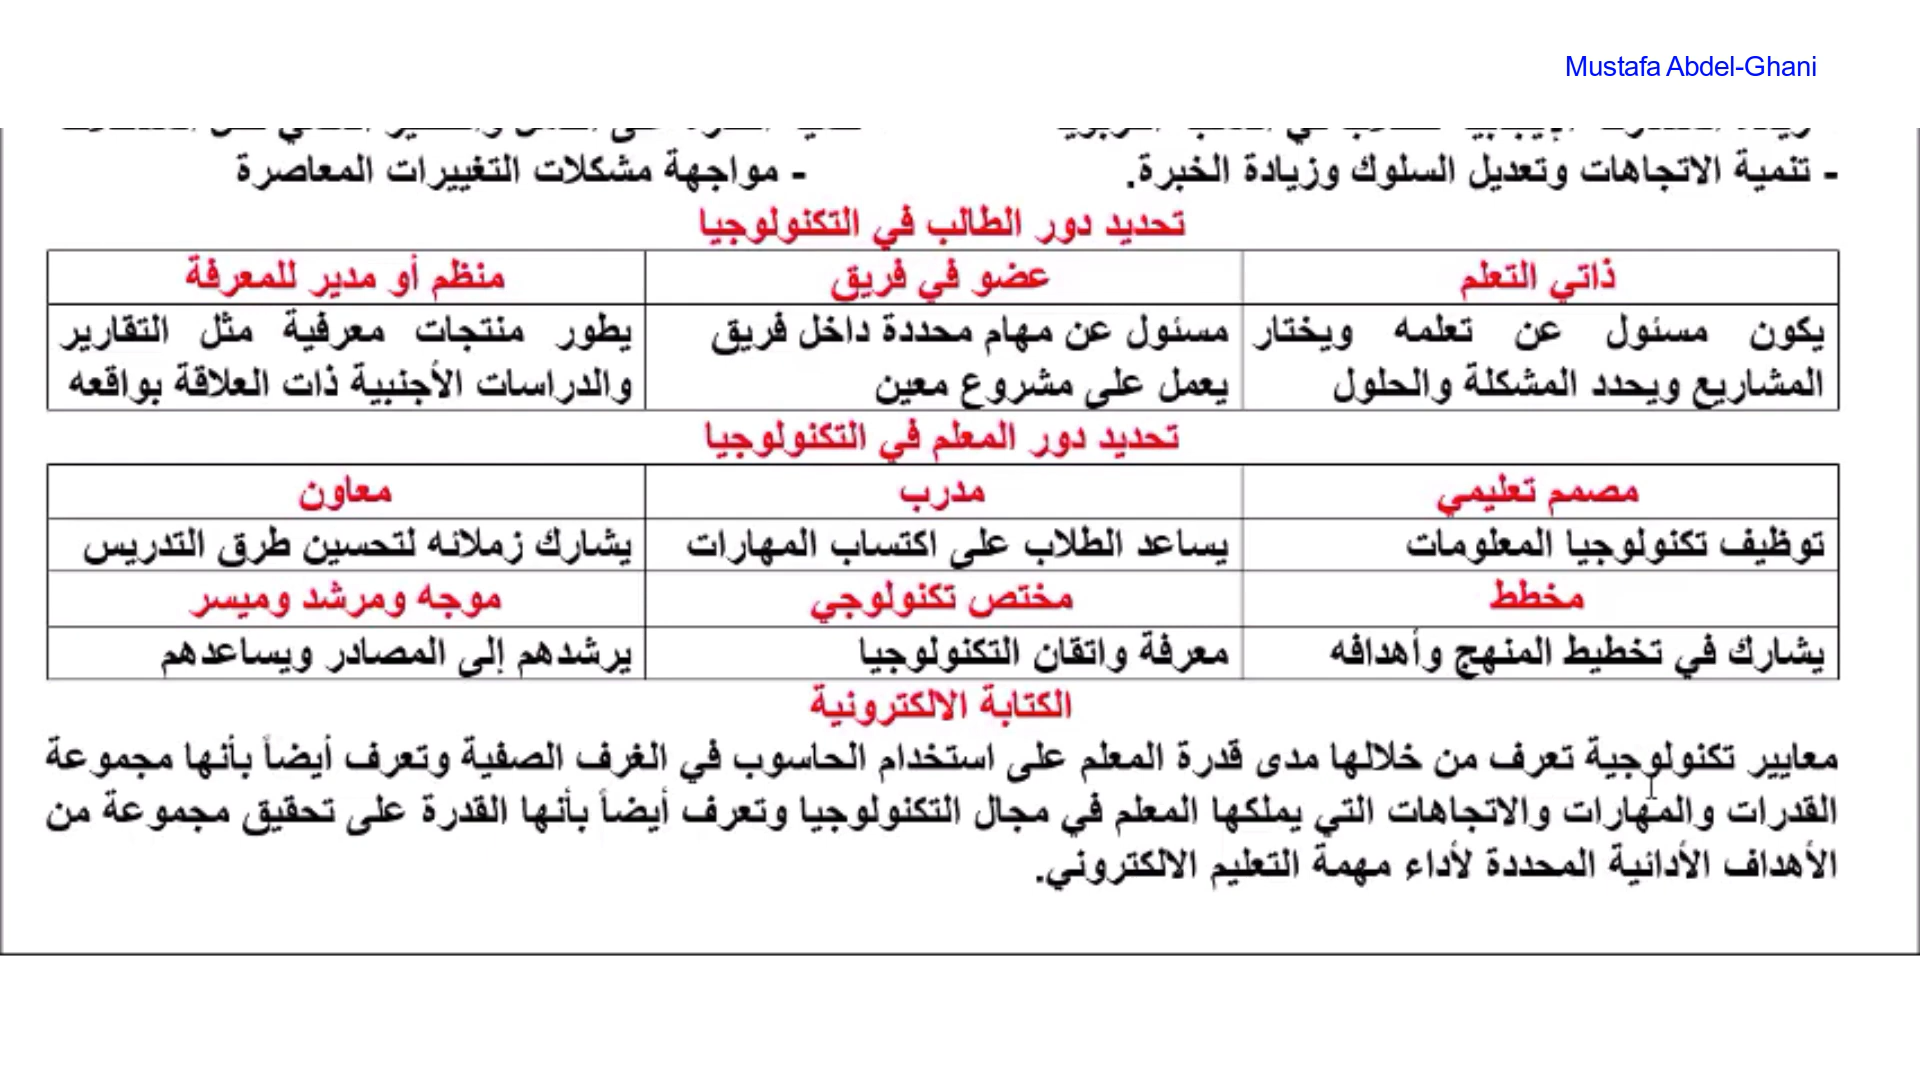 Mustafa Abdel-Ghani
- تنمية الاتجاهات وتعديل السلوك وزيادة الخبرة.
- مواجهة مشكلات التغييرات المعاصرة
تحديد دور الطالب في التكنولوجيا
ذاتي التعلم
عضو في فريق
منظم أو مدير للمعرفة
يكون مسئول عن تعلمه ويختار
المشاريع ويحدد المشكلة والحلول
مسئول عن مهام محددة داخل فريق
يعمل على مشروع معين
يطور منتجات معرفية مثل التقارير
والدراسات الأجنبية ذات العلاقة بواقعه
تحديد دور المعلم في التكنولوجيا
مصمم تعليمي
مدرب
معاون
توظيف تكنولوجيا المعلومات
يساعد الطلاب على اكتساب المهارات
يشارك زملائه لتحسين طرق التدريس
مخطط
مختص تكنولوجي
موجه ومرشد وميسر
يشارك في تخطيط المنهج وأهدافه
معرفة واتقان التكنولوجيا
يرشدهم إلى المصادر ويساعدهم
الكتابة الالكترونية
معايير تكنولوجية تعرف من خلالها مدى قدرة المعلم على استخدام الحاسوب في الغرف الصفية وتعرف أيضاً بأنها مجموعة
القدرات والمهارات والاتجاهات التي يملكها المعلم في مجال التكنولوجيا وتعرف أيضاً بأنها القدرة على تحقيق مجموعة من
الأهداف الأدائية المحددة لأداء مهمة التعليم الالكتروني.